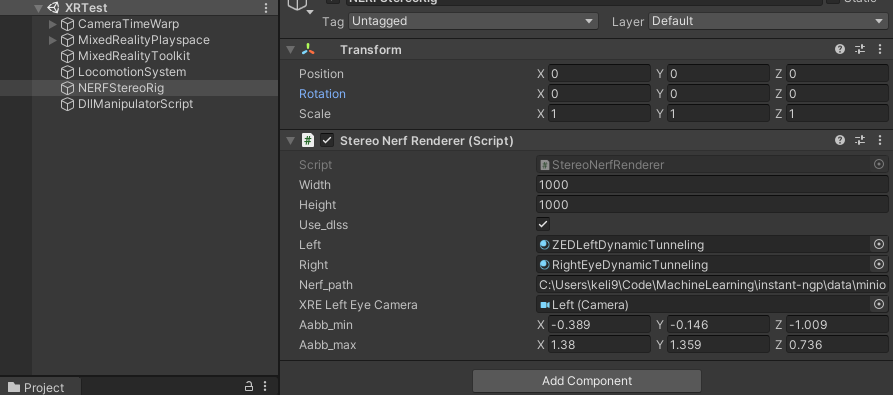 XRTest
CameraTimeWarp
MixedRealityPlayspace
MixedRealityToolkit
LocomotionSystem
NERFStereoRig
DllManipulatorScript
Project
NERFStereoRig
Static
Tag Untagged Layer Default
Transform
Position X 0 Y 0 Z 0
Rotation X 0 Y 0 Z 0
Scale X 1 Y 1 Z 1
# Stereo Nerf Renderer (Script)
Script # StereoNerfRenderer
Width 1000
Height 1000
Use_dlss
Left ZEDLeftDynamicTunneling
Right RightEyeDynamicTunneling
Nerf_path C:\Users\keli9\Code\MachineLearning\instant-ngp\data\minio
XRE Left Eye Camera Left (Camera)
Aabb_min X -0.389 Y -0.146 Z -1.009
Aabb_max X 1.38 Y 1.359 Z 0.736
Add Component